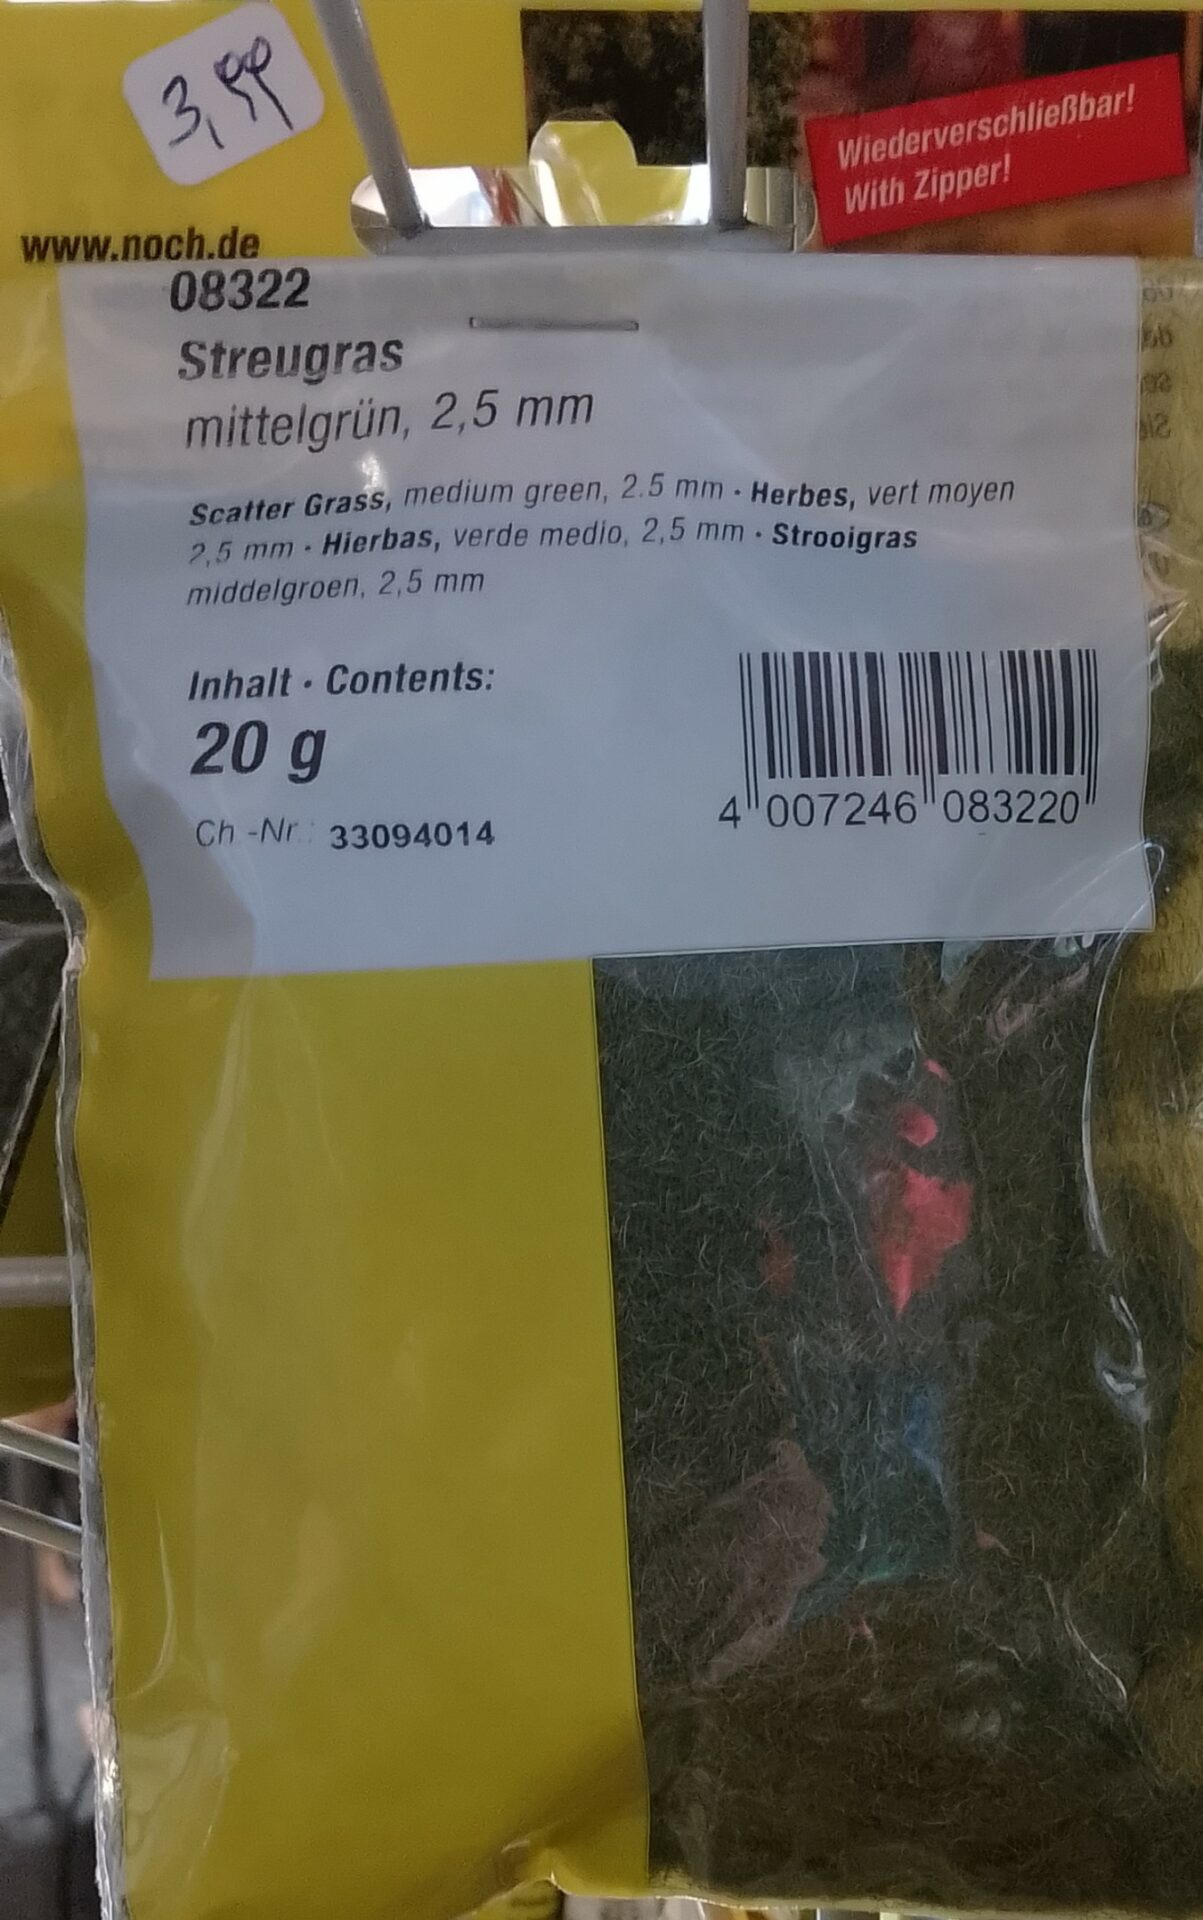 3,99
Wiederverschließbar!
With Zipper!
www.noch.de
08322
Streugras
mittelgrün, 2,5 mm
Scatter Grass, medium green, 2.5 mm · Herbes, vert moyen
2,5 mm · Hierbas, verde medio, 2,5 mm · Strooigras
middelgroen, 2,5 mm
Inhalt · Contents:
20 g
Ch.-Nr.: 33094014
4 007246 083220